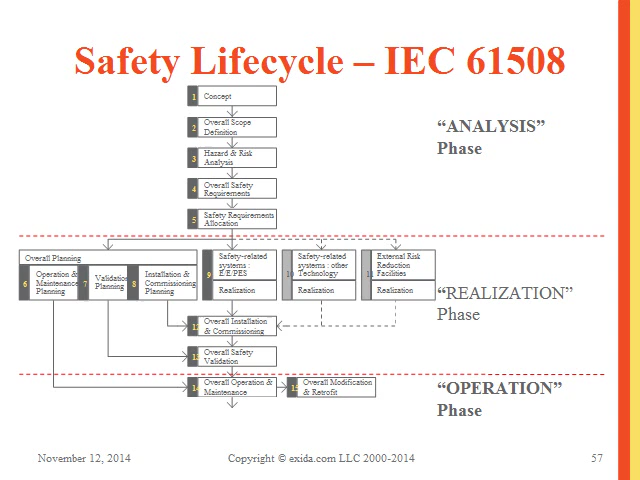 Safety Lifecycle – IEC 61508
1
Concept
2
Overall Scope
Definition
3
Hazard & Risk
Analysis
4
Overall Safety
Requirements
5
Safety Requirements
Allocation
“ANALYSIS”
Phase
Overall Planning
6
Operation &
Maintenance
Planning
7
Validation
Planning
8
Installation &
Commissioning
Planning
9
Safety-related
systems :
E/E/PES
Realization
10
Safety-related
systems : other
Technology
Realization
11
External Risk
Reduction
Facilities
Realization
“REALIZATION”
Phase
Overall Installation
& Commissioning
Overall Safety
Validation
Overall Operation &
Maintenance
Overall Modification
& Retrofit
“OPERATION”
Phase
November 12, 2014
Copyright © exida.com LLC 2000-2014
57